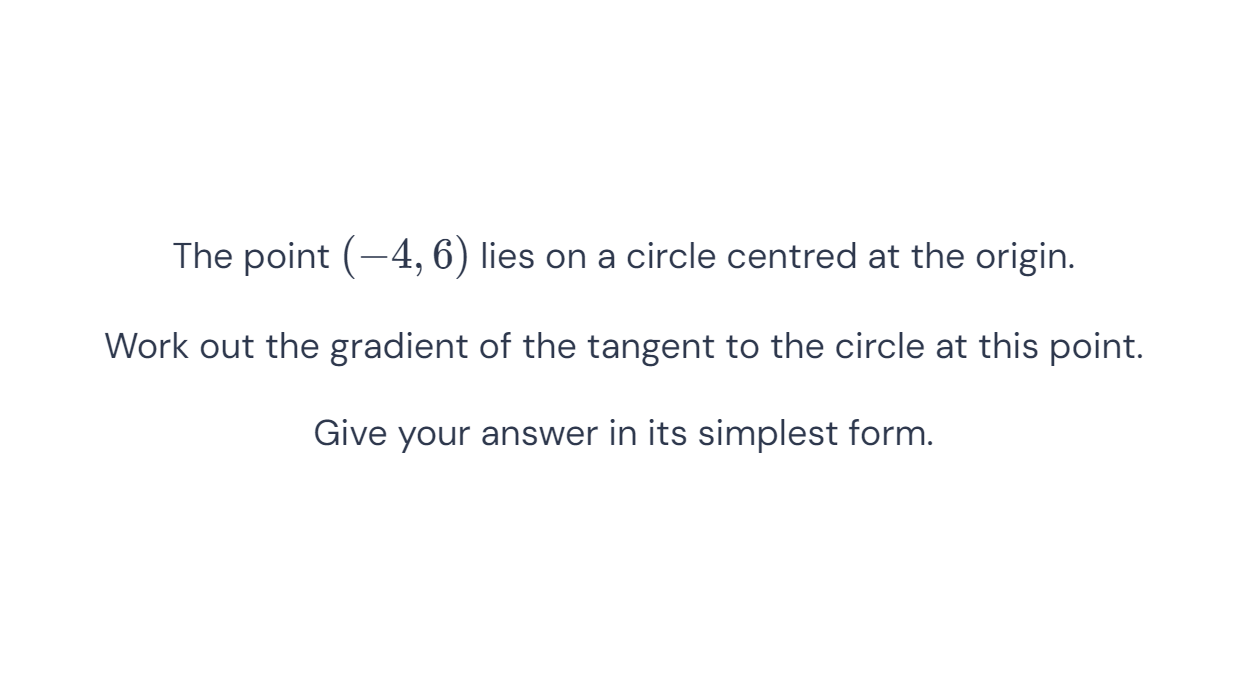 The point (−4, 6) lies on a circle centred at the origin.
Work out the gradient of the tangent to the circle at this point.
Give your answer in its simplest form.